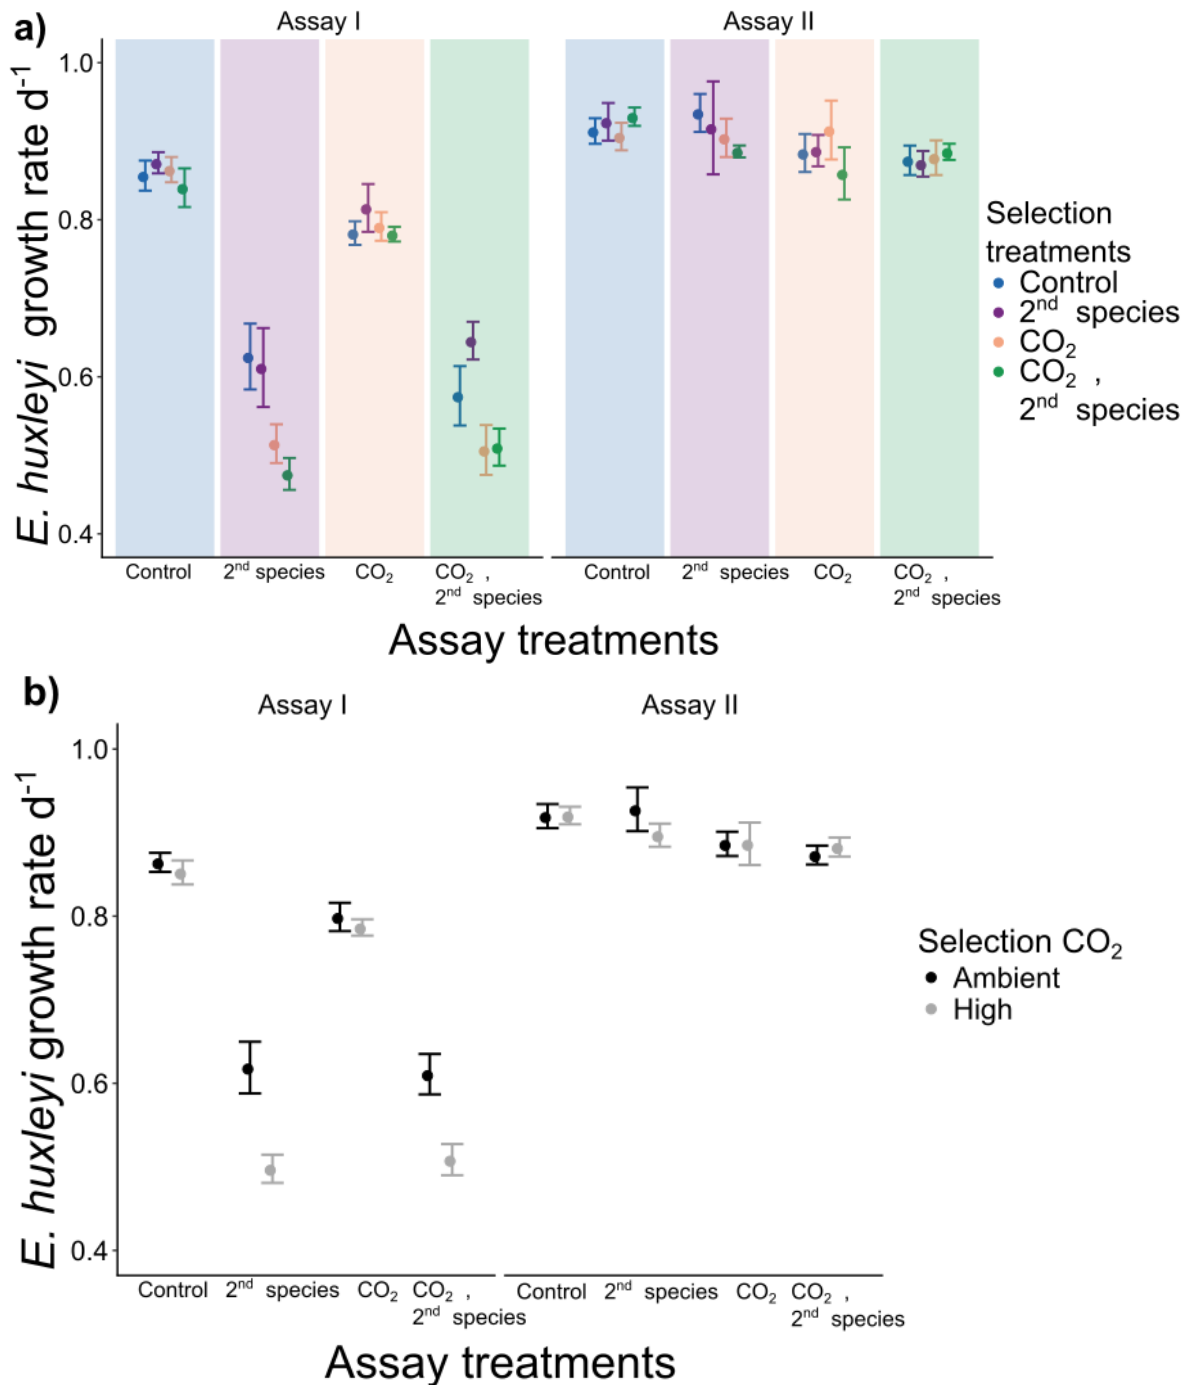 a)
Assay I
Assay II
E. huxleyi growth rate d⁻¹
1.0
0.8
0.6
0.4
Control
2ⁿᵈ species
CO₂
CO₂ ,
2ⁿᵈ species
Control
2ⁿᵈ species
CO₂
CO₂ ,
2ⁿᵈ species
Assay treatments
Selection
treatments
Control
2ⁿᵈ species
CO₂
CO₂ ,
2ⁿᵈ species
b)
Assay I
Assay II
E. huxleyi growth rate d⁻¹
1.0
0.8
0.6
0.4
Control
2ⁿᵈ species
CO₂
CO₂ ,
2ⁿᵈ species
Control
2ⁿᵈ species
CO₂
CO₂ ,
2ⁿᵈ species
Assay treatments
Selection CO₂
Ambient
High